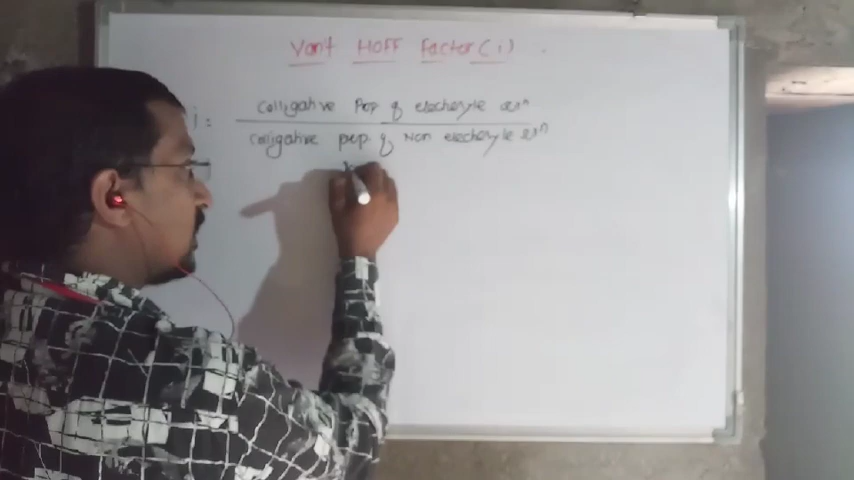 Van't HOFF Factor (i)
i = Colligative Prop of electrolyte solⁿ
Colligative prop. of Non electrolyte solⁿ